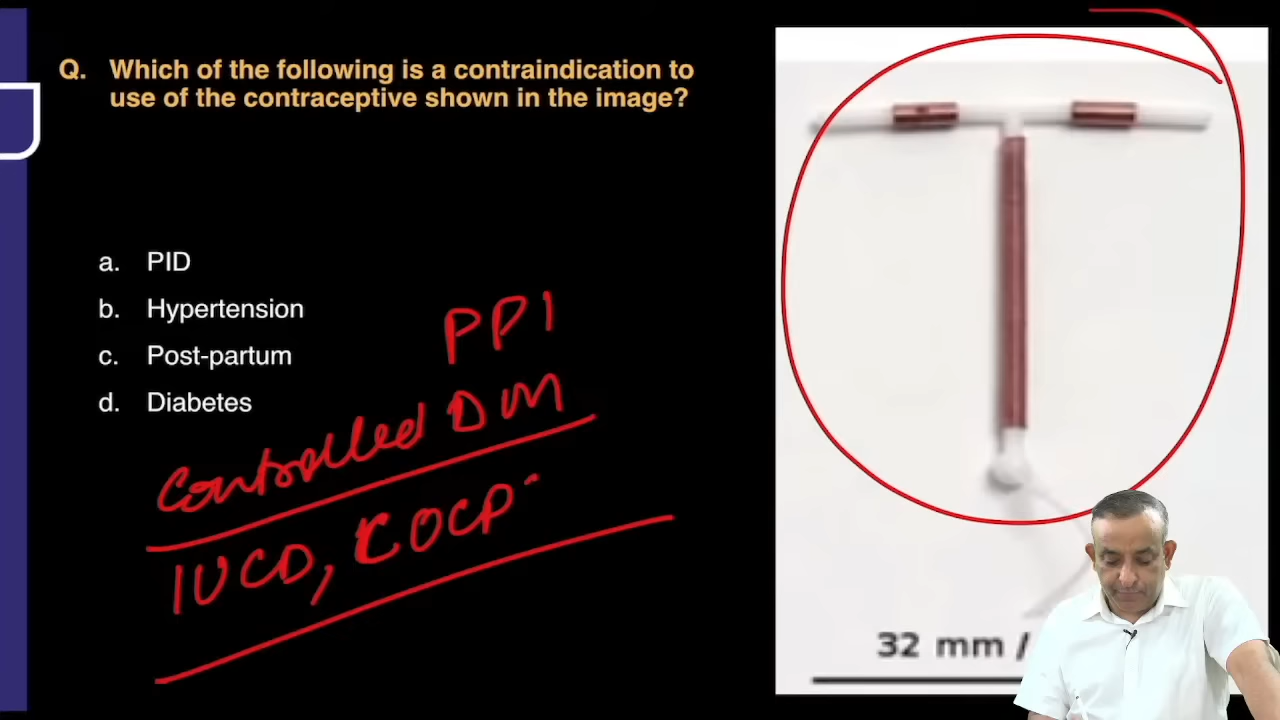 Q. Which of the following is a contraindication to
use of the contraceptive shown in the image?
a. PID
b. Hypertension
c. Post-partum
d. Diabetes
PPI
Controlled DM
IUCD, COCP
32 mm /